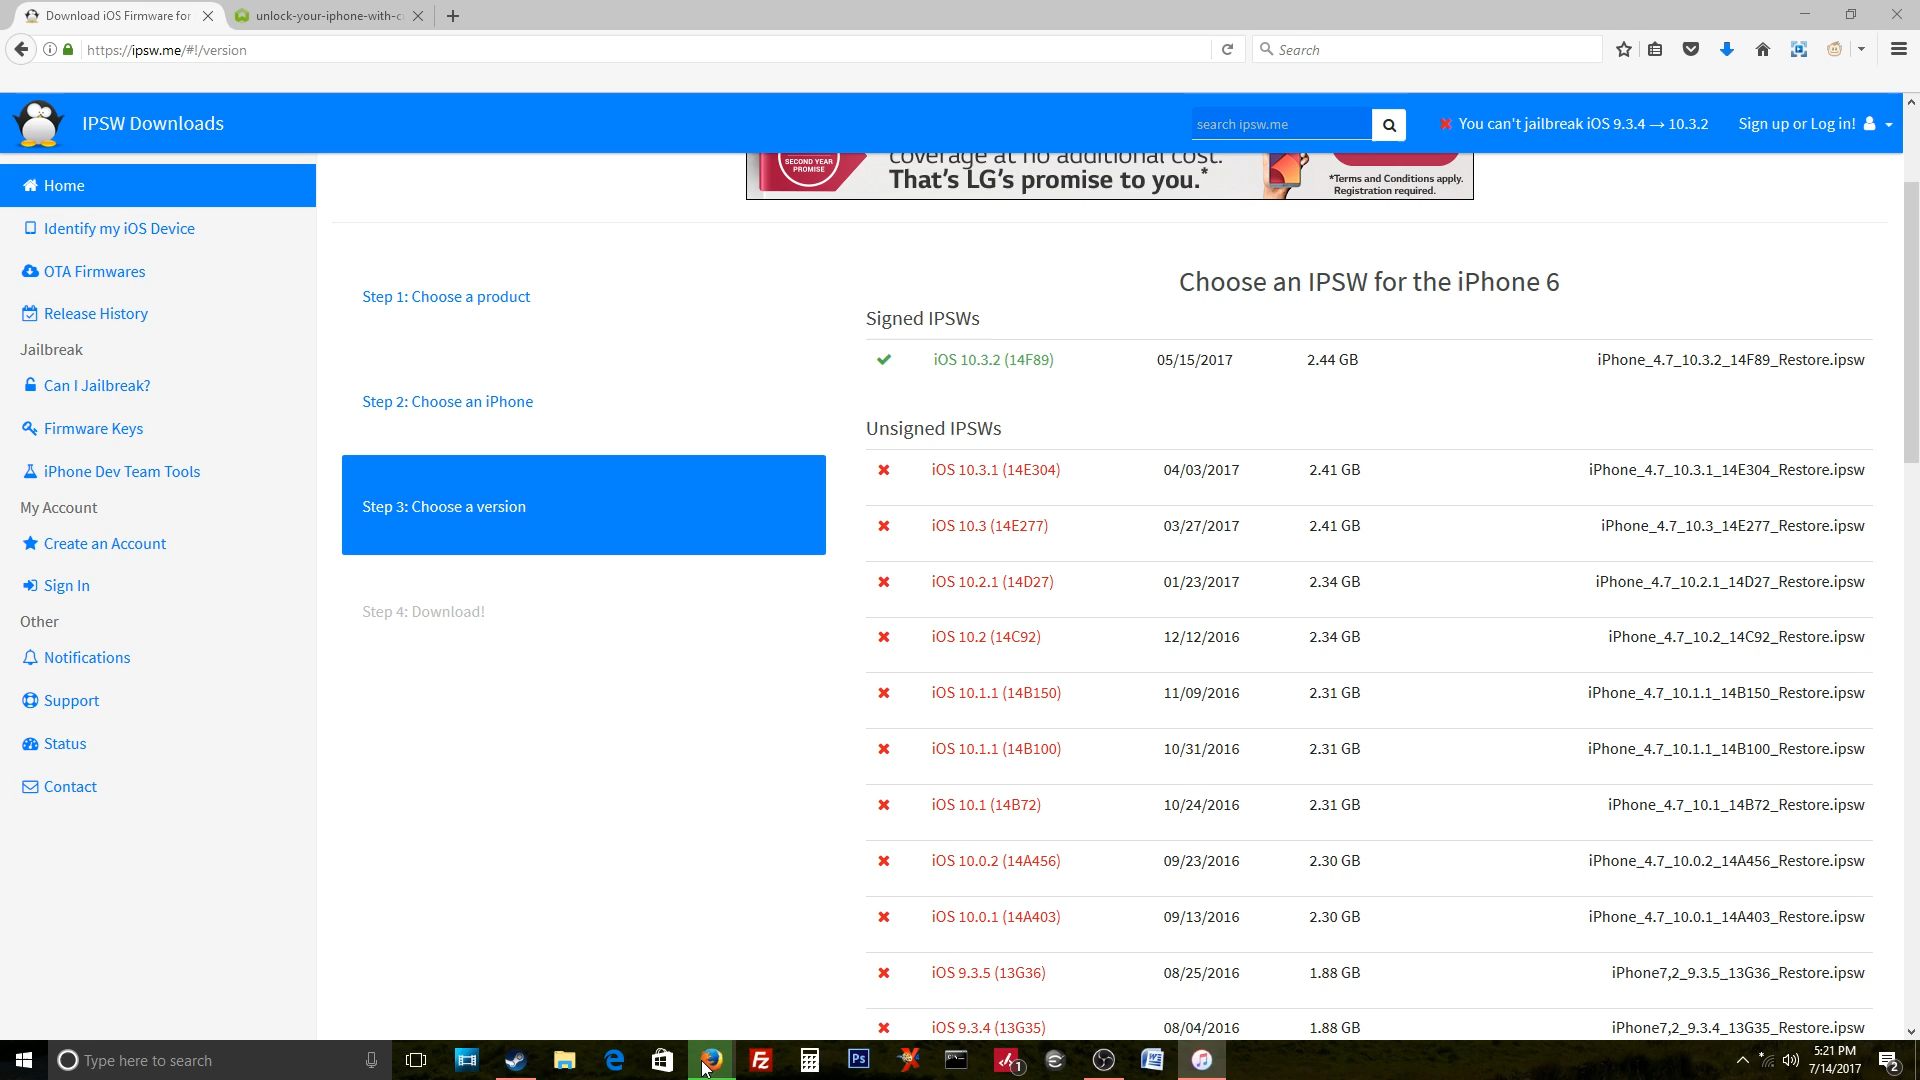 Download iOS Firmware for
unlock-your-iphone-with-c
https://ipsw.me/#!/version
Search
IPSW Downloads
search ipsw.me
You can't jailbreak iOS 9.3.4 → 10.3.2
Sign up or Log in!
SECOND YEAR
PROMISE
coverage at no additional cost.
That's LG's promise to you.*
*Terms and Conditions apply.
Registration required.
Home
Identify my iOS Device
OTA Firmwares
Release History
Jailbreak
Can I Jailbreak?
Firmware Keys
iPhone Dev Team Tools
My Account
Create an Account
Sign In
Other
Notifications
Support
Status
Contact
Step 1: Choose a product
Step 2: Choose an iPhone
Step 3: Choose a version
Step 4: Download!
Choose an IPSW for the iPhone 6
Signed IPSWs
iOS 10.3.2 (14F89) 05/15/2017 2.44 GB iPhone_4.7_10.3.2_14F89_Restore.ipsw
Unsigned IPSWs
iOS 10.3.1 (14E304) 04/03/2017 2.41 GB iPhone_4.7_10.3.1_14E304_Restore.ipsw
iOS 10.3 (14E277) 03/27/2017 2.41 GB iPhone_4.7_10.3_14E277_Restore.ipsw
iOS 10.2.1 (14D27) 01/23/2017 2.34 GB iPhone_4.7_10.2.1_14D27_Restore.ipsw
iOS 10.2 (14C92) 12/12/2016 2.34 GB iPhone_4.7_10.2_14C92_Restore.ipsw
iOS 10.1.1 (14B150) 11/09/2016 2.31 GB iPhone_4.7_10.1.1_14B150_Restore.ipsw
iOS 10.1.1 (14B100) 10/31/2016 2.31 GB iPhone_4.7_10.1.1_14B100_Restore.ipsw
iOS 10.1 (14B72) 10/24/2016 2.31 GB iPhone_4.7_10.1_14B72_Restore.ipsw
iOS 10.0.2 (14A456) 09/23/2016 2.30 GB iPhone_4.7_10.0.2_14A456_Restore.ipsw
iOS 10.0.1 (14A403) 09/13/2016 2.30 GB iPhone_4.7_10.0.1_14A403_Restore.ipsw
iOS 9.3.5 (13G36) 08/25/2016 1.88 GB iPhone7,2_9.3.5_13G36_Restore.ipsw
iOS 9.3.4 (13G35) 08/04/2016 1.88 GB iPhone7,2_9.3.4_13G35_Restore.ipsw
Type here to search
Fz
Ps
1
5:21 PM
7/14/2017
2